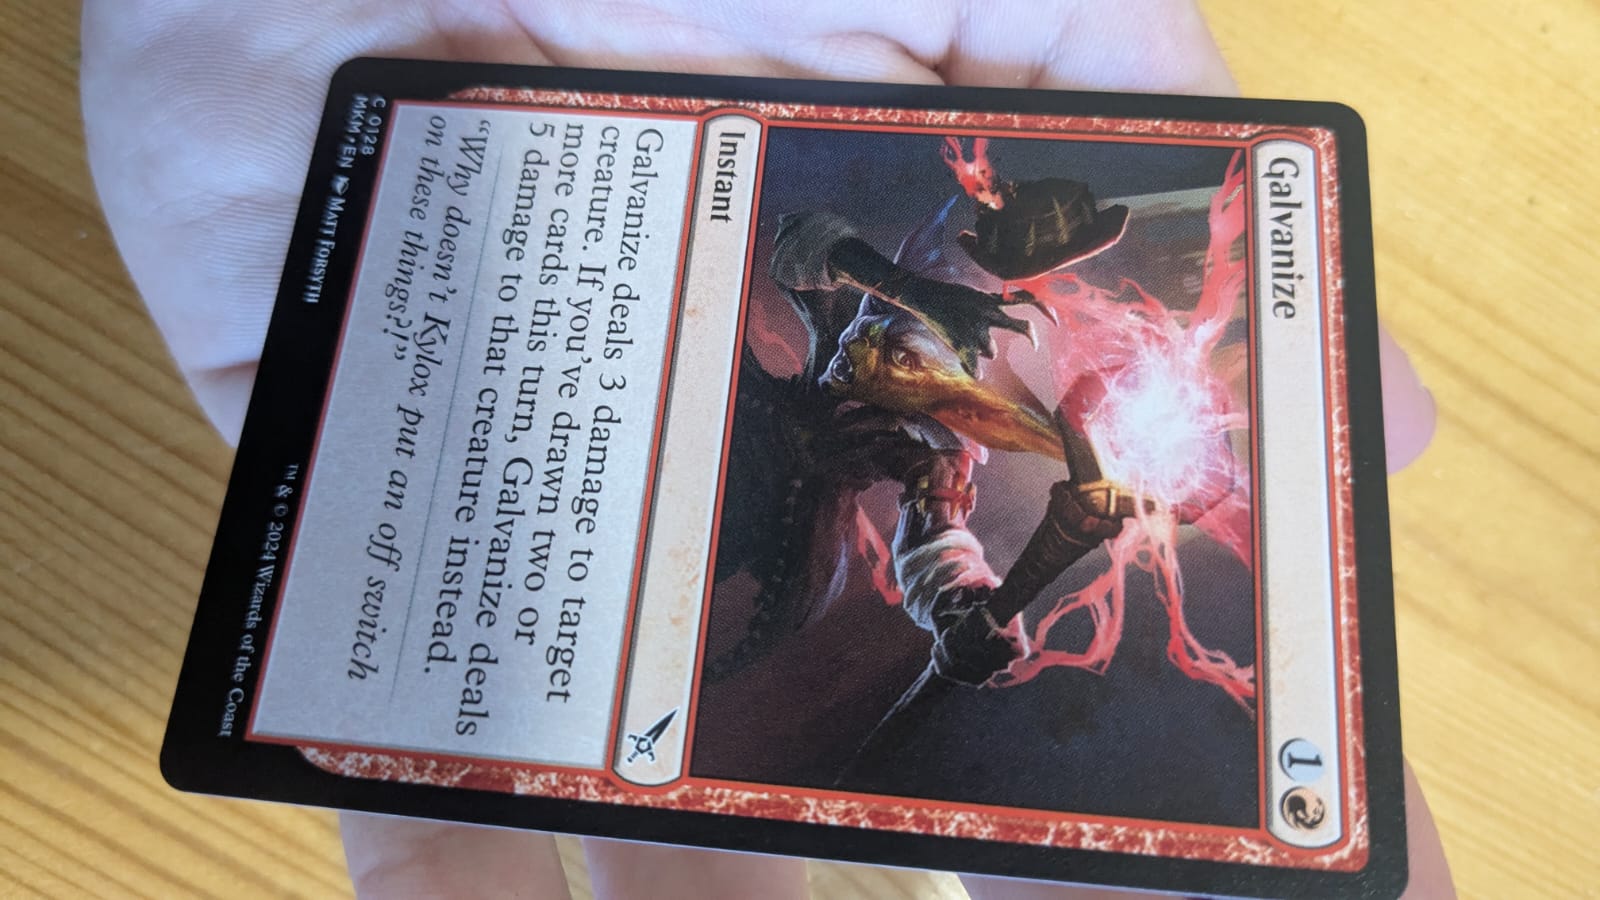 Galvanize 1
Instant
Galvanize deals 3 damage to target
creature. If you've drawn two or
more cards this turn, Galvanize deals
5 damage to that creature instead.
“Why doesn't Kylox put an off switch
on these things?!”
C 0128
MKM • EN MATT FORSYTH
™ & © 2024 Wizards of the Coast